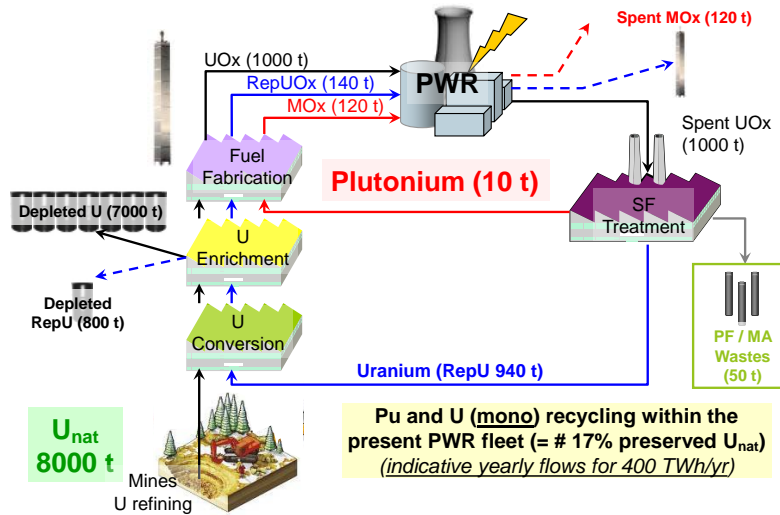 Spent MOx (120 t)
UOx (1000 t)
RepUOx (140 t)
MOx (120 t)
PWR
Spent UOx
(1000 t)
Fuel
Fabrication
Plutonium (10 t)
SF
Treatment
Depleted U (7000 t)
U
Enrichment
Depleted
RepU (800 t)
U
Conversion
Uranium (RepU 940 t)
PF / MA
Wastes
(50 t)
Unat
8000 t
Mines
U refining
Pu and U (mono) recycling within the
present PWR fleet (= # 17% preserved Unat)
(indicative yearly flows for 400 TWh/yr)